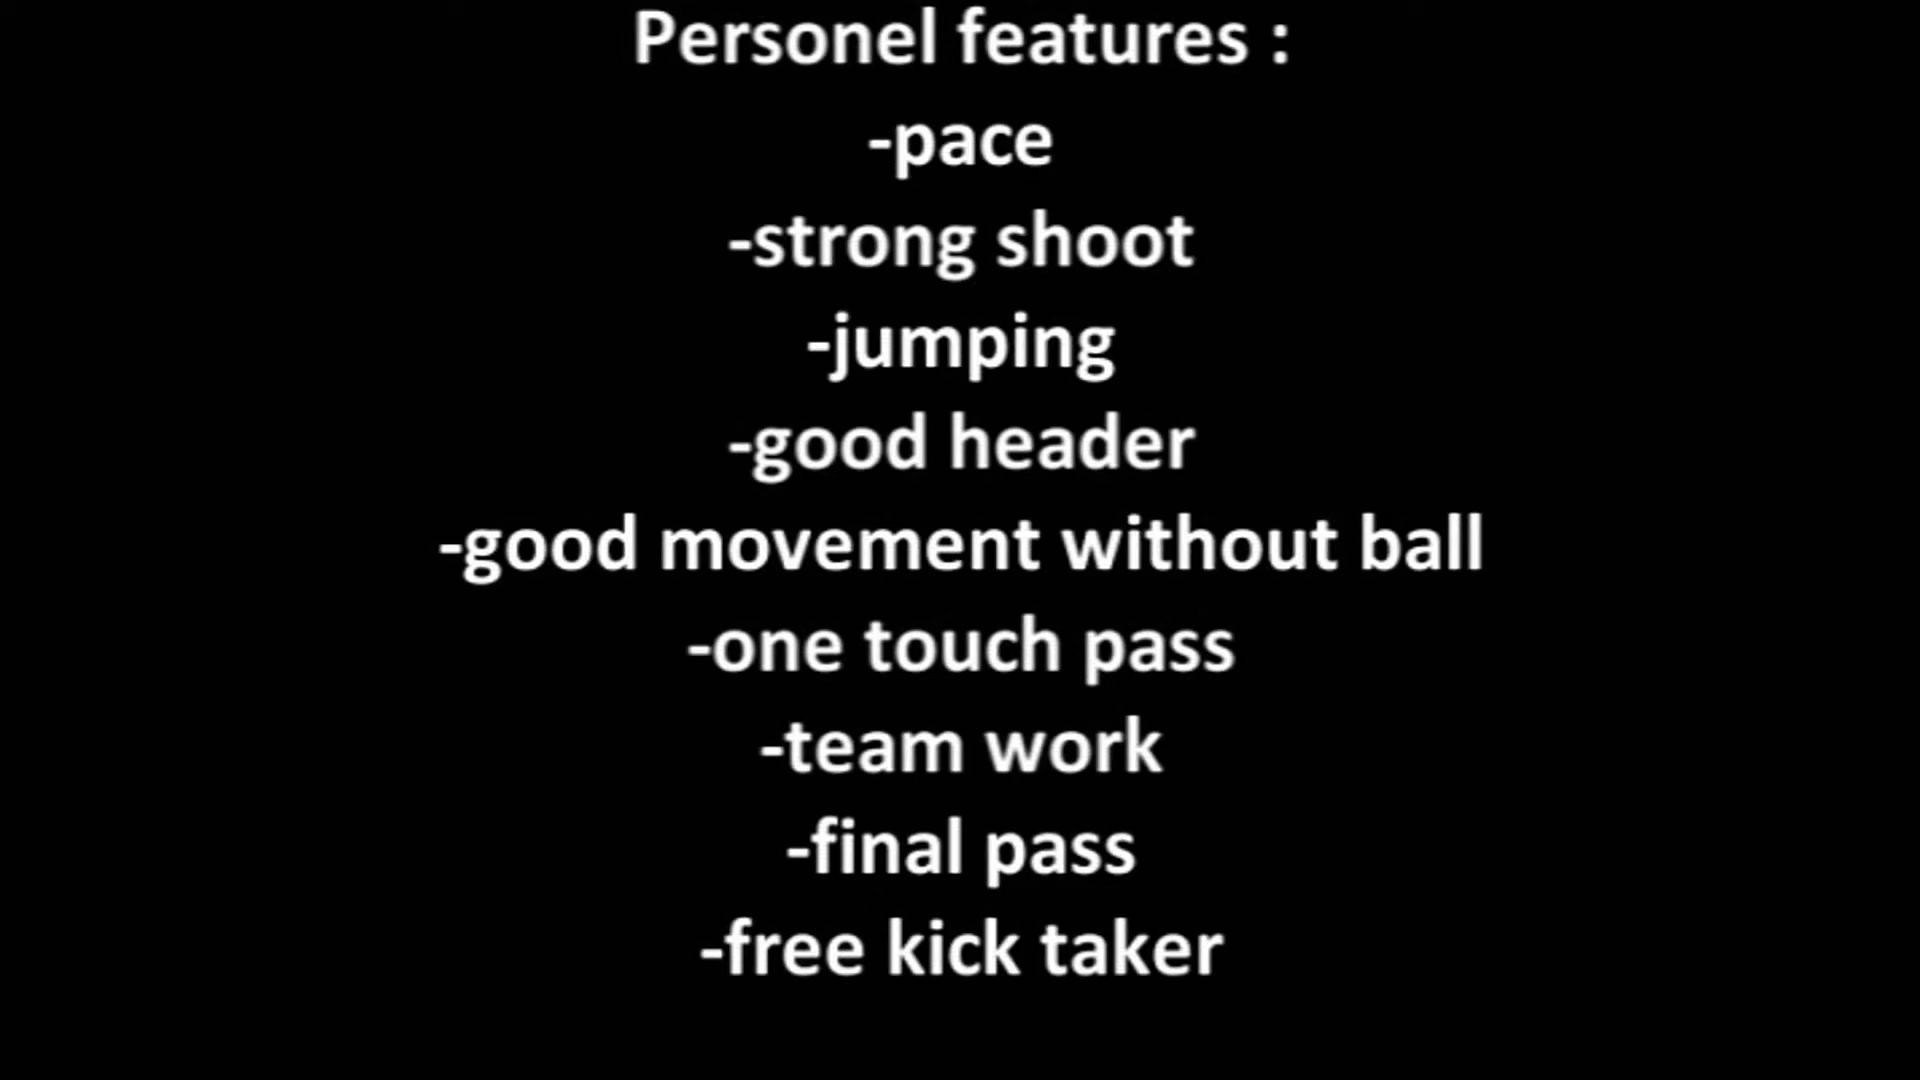 Personel features :
-pace
-strong shoot
-jumping
-good header
-good movement without ball
-one touch pass
-team work
-final pass
-free kick taker